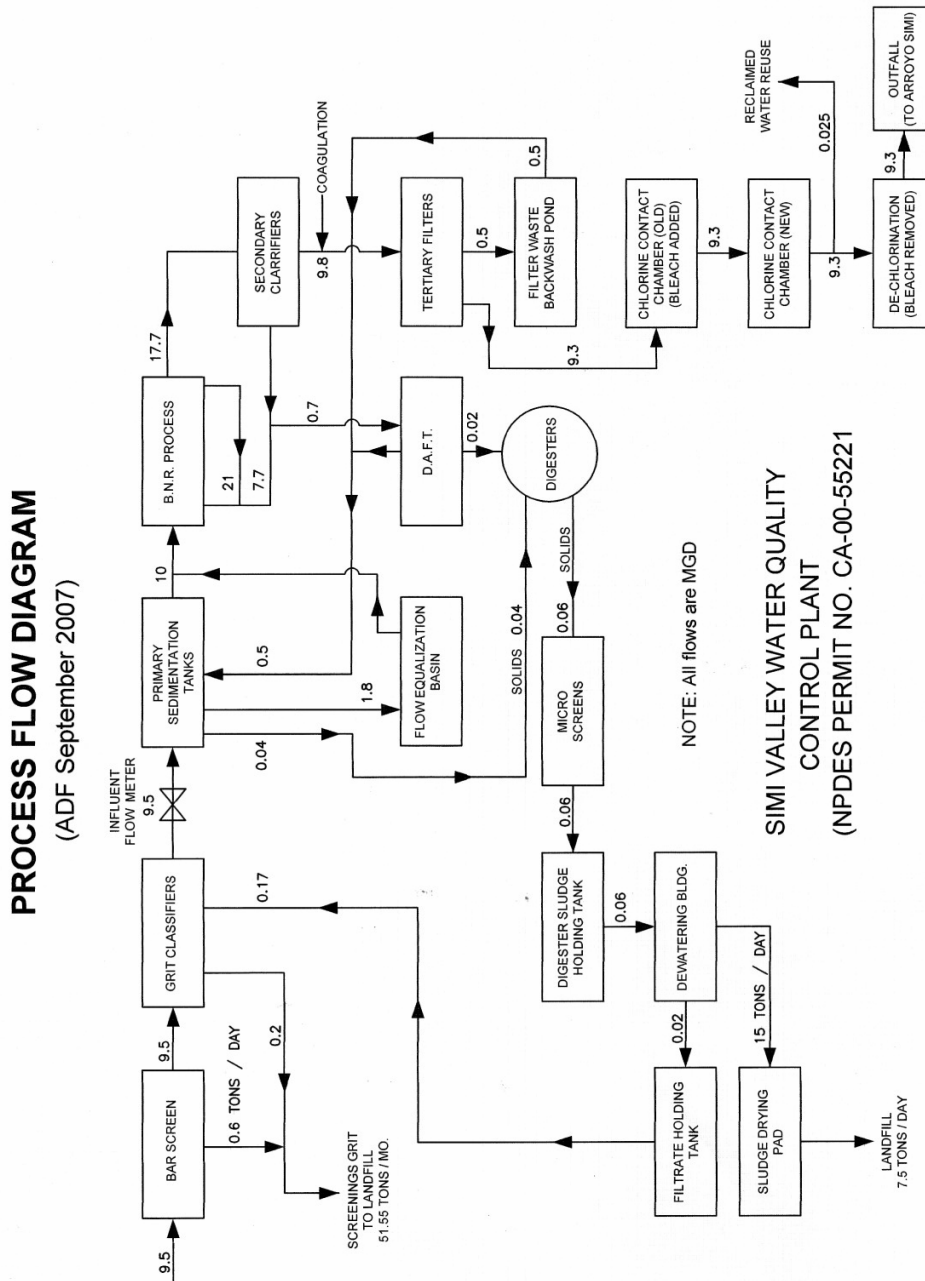 PROCESS FLOW DIAGRAM
(ADF September 2007)
9.5
BAR SCREEN
9.5
0.6 TONS / DAY
SCREENINGS GRIT
TO LANDFILL
51.55 TONS / MO.
GRIT CLASSIFIERS
0.2
0.17
INFLUENT
FLOW METER
9.5
PRIMARY
SEDIMENTATION
TANKS
0.04
1.8
0.5
10
FLOW EQUALIZATION
BASIN
B.N.R. PROCESS
21
7.7
17.7
SECONDARY
CLARRIFIERS
0.7
9.8
COAGULATION
D.A.F.T.
0.02
TERTIARY FILTERS
0.5
FILTER WASTE
BACKWASH POND
0.5
9.3
DIGESTERS
SOLIDS 0.04
SOLIDS
0.06
MICRO
SCREENS
0.06
DIGESTER SLUDGE
HOLDING TANK
0.06
DEWATERING BLDG.
0.02
15 TONS / DAY
FILTRATE HOLDING
TANK
SLUDGE DRYING
PAD
LANDFILL
7.5 TONS / DAY
CHLORINE CONTACT
CHAMBER (OLD)
(BLEACH ADDED)
9.3
CHLORINE CONTACT
CHAMBER (NEW)
RECLAIMED
WATER REUSE
0.025
9.3
DE-CHLORINATION
(BLEACH REMOVED)
9.3
OUTFALL
(TO ARROYO SIMI)
NOTE: All flows are MGD
SIMI VALLEY WATER QUALITY
CONTROL PLANT
(NPDES PERMIT NO. CA-00-55221